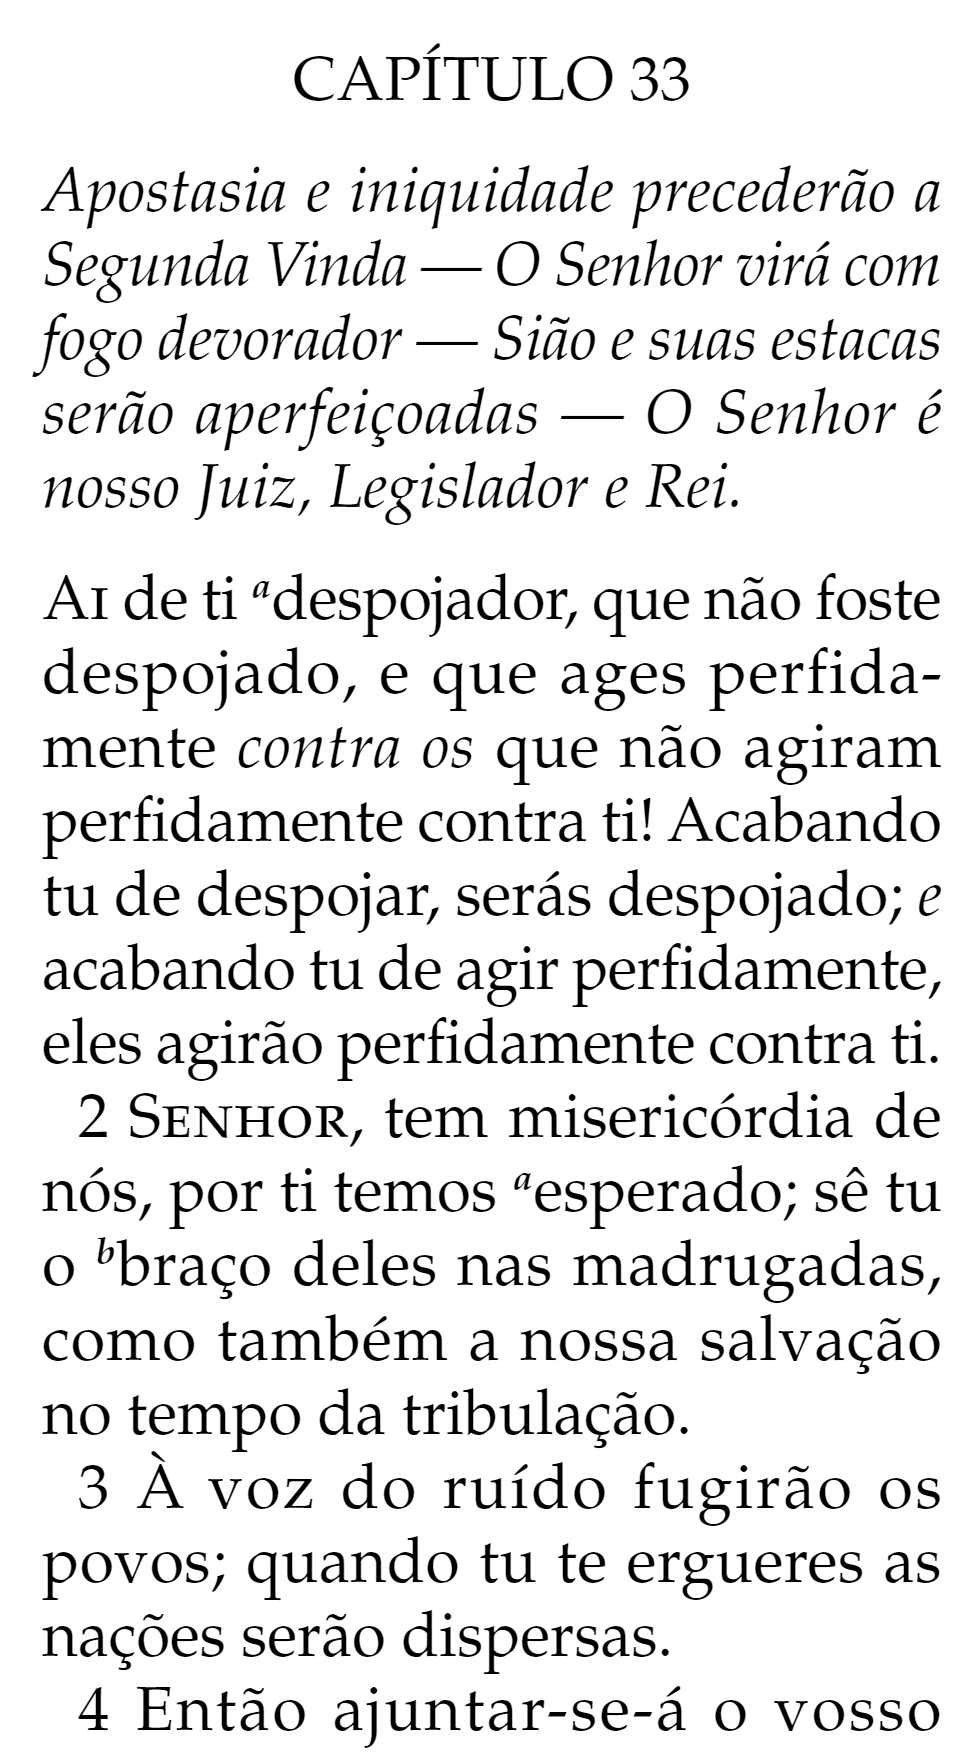 CAPÍTULO 33
Apostasia e iniquidade precederão a
Segunda Vinda — O Senhor virá com
fogo devorador — Sião e suas estacas
serão aperfeiçoadas — O Senhor é
nosso Juiz, Legislador e Rei.
AI de ti ᵃdespojador, que não foste
despojado, e que ages perfida-
mente contra os que não agiram
perfidamente contra ti! Acabando
tu de despojar, serás despojado; e
acabando tu de agir perfidamente,
eles agirão perfidamente contra ti.
2 SENHOR, tem misericórdia de
nós, por ti temos ᵃesperado; sê tu
o ᵇbraço deles nas madrugadas,
como também a nossa salvação
no tempo da tribulação.
3 À voz do ruído fugirão os
povos; quando tu te ergueres as
nações serão dispersas.
4 Então ajuntar-se-á o vosso